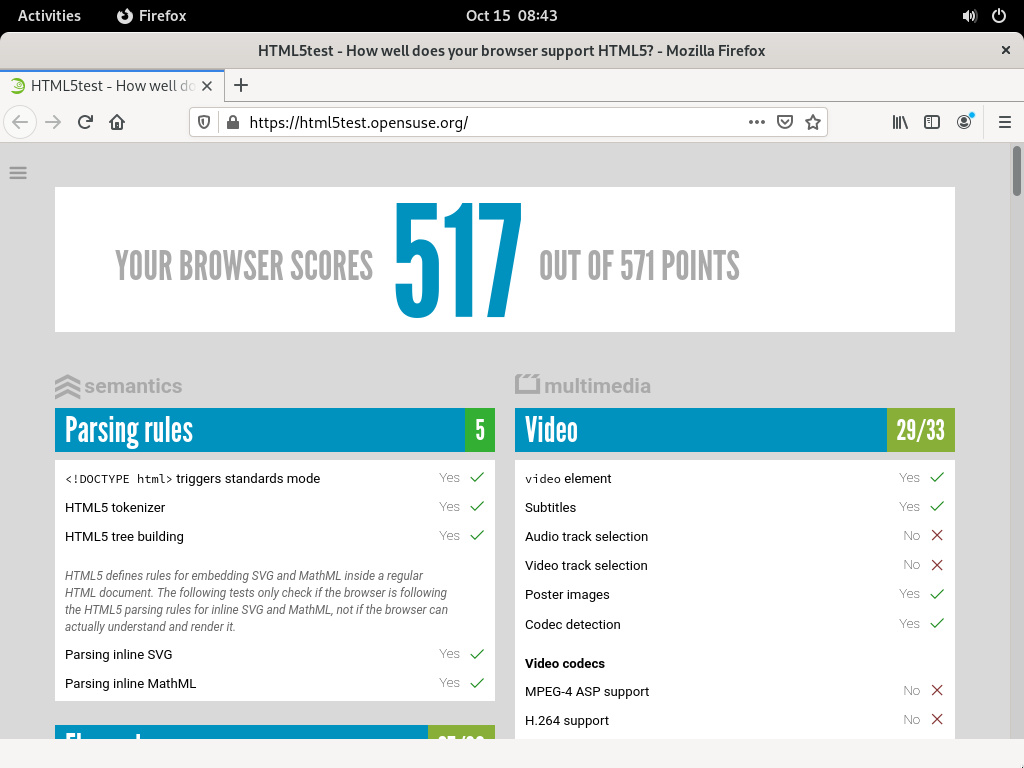 Activities Firefox Oct 15 08:43
HTML5test - How well does your browser support HTML5? - Mozilla Firefox
HTML5test - How well do
https://html5test.opensuse.org/
YOUR BROWSER SCORES 517 OUT OF 571 POINTS
semantics
Parsing rules 5
<!DOCTYPE html> triggers standards mode Yes
HTML5 tokenizer Yes
HTML5 tree building Yes
HTML5 defines rules for embedding SVG and MathML inside a regular
HTML document. The following tests only check if the browser is following
the HTML5 parsing rules for inline SVG and MathML, not if the browser can
actually understand and render it.
Parsing inline SVG Yes
Parsing inline MathML Yes
multimedia
Video 29/33
video element Yes
Subtitles Yes
Audio track selection No
Video track selection No
Poster images Yes
Codec detection Yes
Video codecs
MPEG-4 ASP support No
H.264 support No